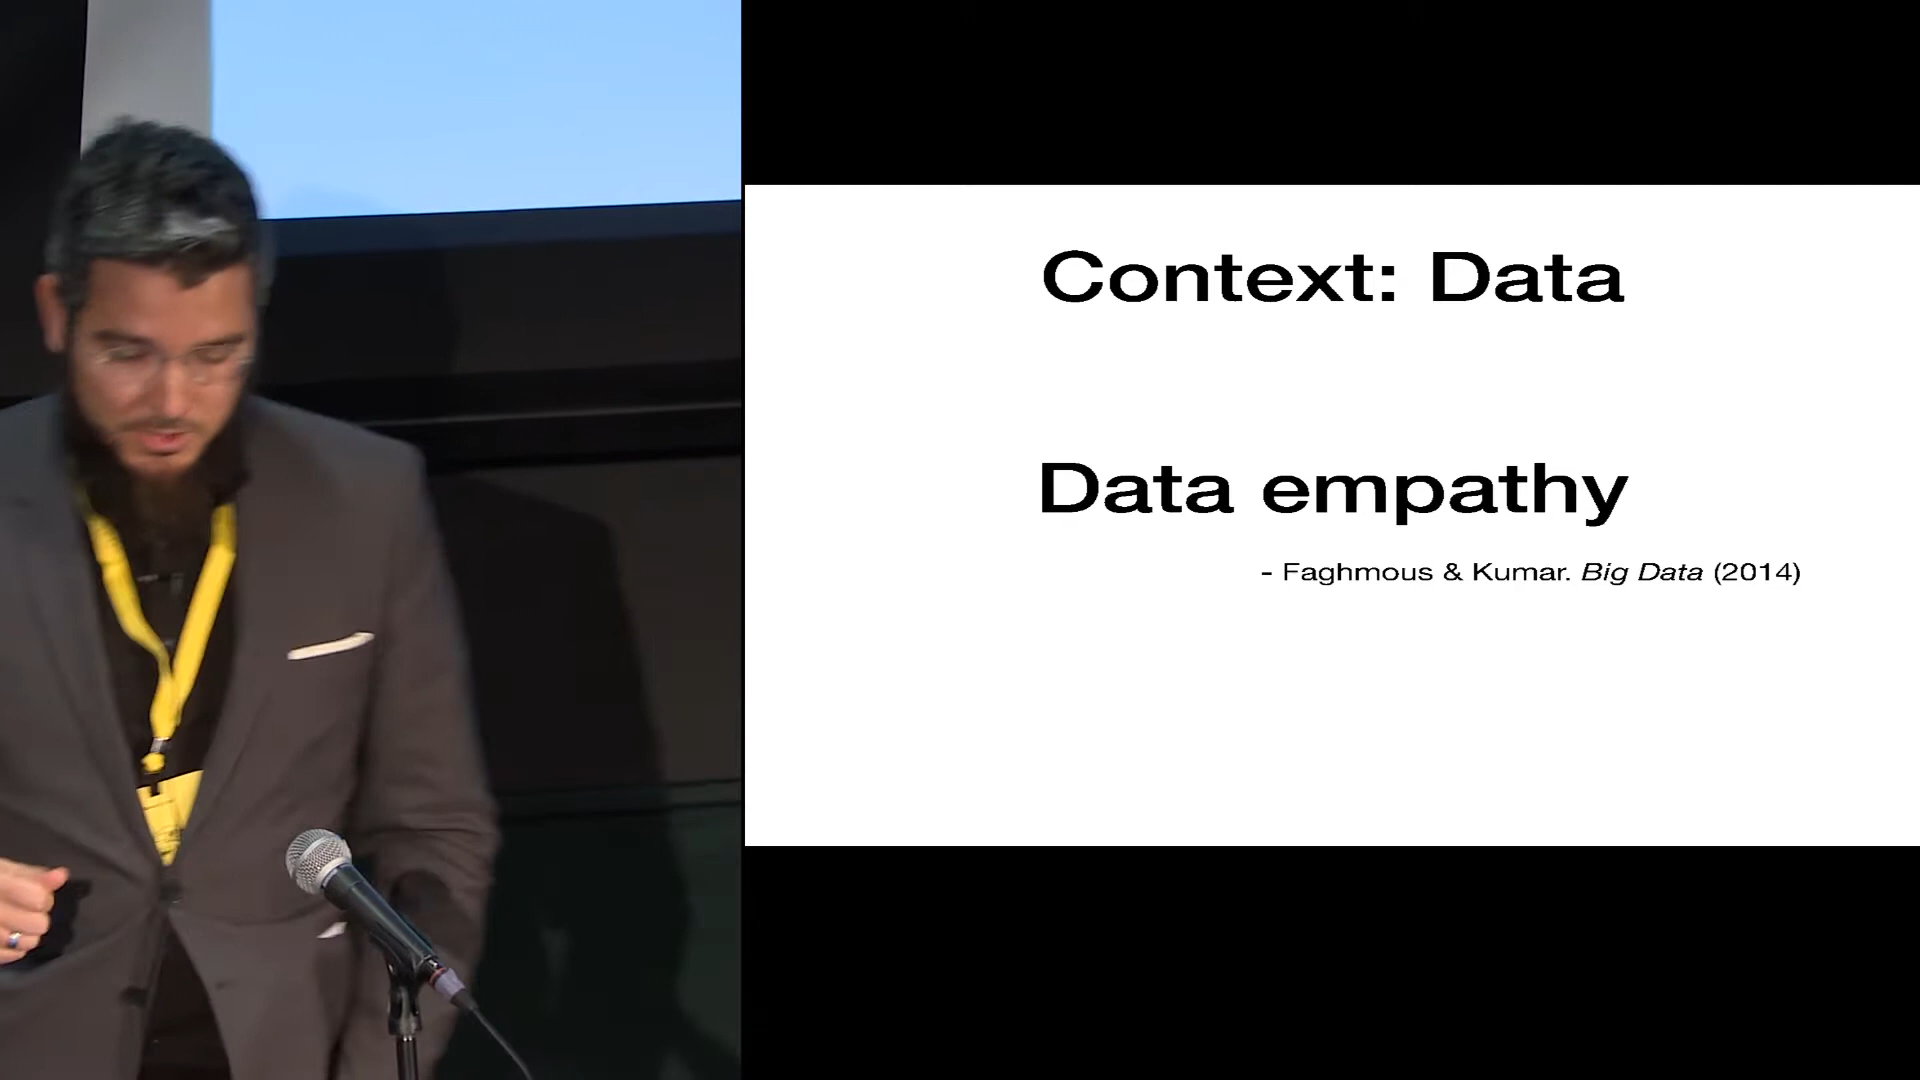 Context: Data
Data empathy
- Faghmous & Kumar. Big Data (2014)